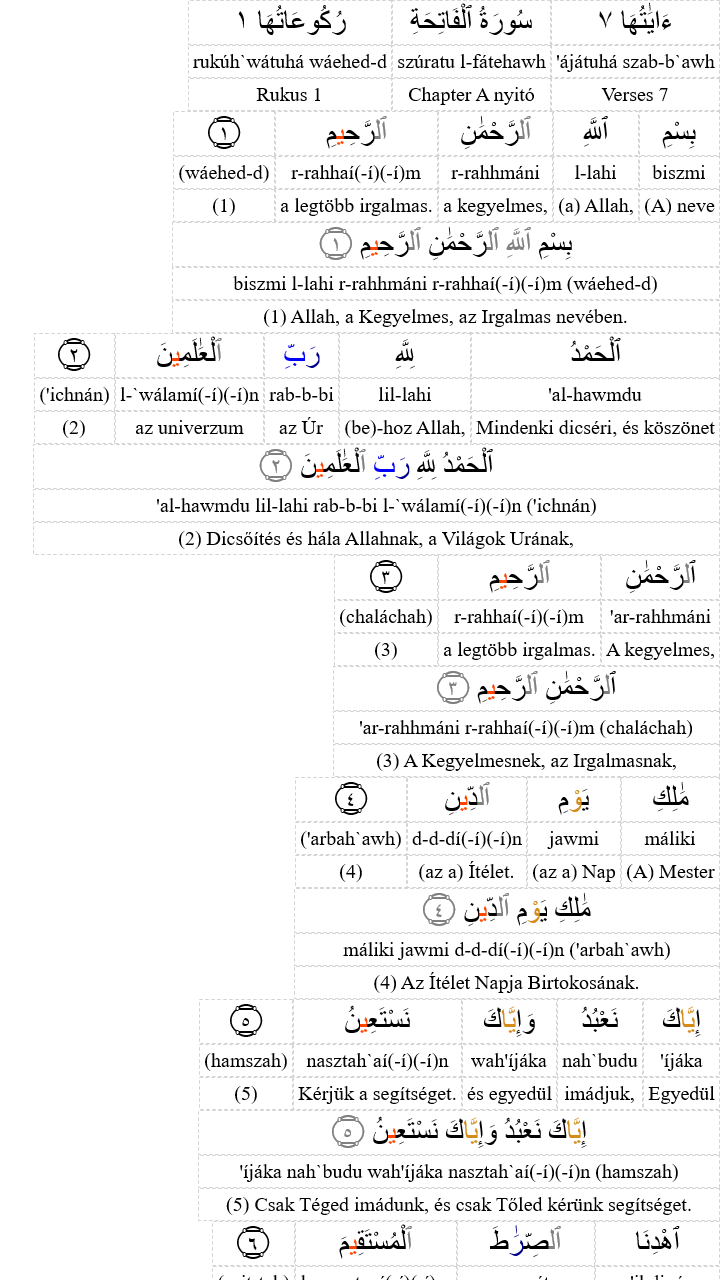 ءَايَٰتُهَا ٧ سُورَةُ ٱلْفَاتِحَةِ رُكُوعَاتُهَا ١
'ájátuhá szab-b`awh szúratu l-fátehawh rukúh`wátuhá wáehed-d
Verses 7 Chapter A nyitó Rukus 1
بِسْمِ ٱللَّهِ ٱلرَّحْمَٰنِ ٱلرَّحِيمِ ١
biszmi l-lahi r-rahhmáni r-rahhaí(-í)(-í)m (wáehed-d)
(A) neve (a) Allah, a kegyelmes, a legtöbb irgalmas. (1)
بِسْمِ ٱللَّهِ ٱلرَّحْمَٰنِ ٱلرَّحِيمِ ١
biszmi l-lahi r-rahhmáni r-rahhaí(-í)(-í)m (wáehed-d)
(1) Allah, a Kegyelmes, az Irgalmas nevében.
ٱلْحَمْدُ لِلَّهِ رَبِّ ٱلْعَٰلَمِينَ ٢
'al-hawmdu lil-lahi rab-b-bi l-`wálamí(-í)(-í)n ('ichnán)
Mindenki dicséri, és köszönet (be)-hoz Allah, az Úr az univerzum (2)
ٱلْحَمْدُ لِلَّهِ رَبِّ ٱلْعَٰلَمِينَ ٢
'al-hawmdu lil-lahi rab-b-bi l-`wálamí(-í)(-í)n ('ichnán)
(2) Dicsőítés és hála Allahnak, a Világok Urának,
ٱلرَّحْمَٰنِ ٱلرَّحِيمِ ٣
'ar-rahhmáni r-rahhaí(-í)(-í)m (chaláchah)
A kegyelmes, a legtöbb irgalmas. (3)
ٱلرَّحْمَٰنِ ٱلرَّحِيمِ ٣
'ar-rahhmáni r-rahhaí(-í)(-í)m (chaláchah)
(3) A Kegyelmesnek, az Irgalmasnak,
مَٰلِكِ يَوْمِ ٱلدِّينِ ٤
máliki jawmi d-d-dí(-í)(-í)n ('arbah`awh)
(A) Mester (az a) Nap (az a) Ítélet. (4)
مَٰلِكِ يَوْمِ ٱلدِّينِ ٤
máliki jawmi d-d-dí(-í)(-í)n ('arbah`awh)
(4) Az Ítélet Napja Birtokosának.
إِيَّاكَ نَعْبُدُ وَإِيَّاكَ نَسْتَعِينُ ٥
'íjáka nah`budu wah'íjáka nasztah`aí(-í)(-í)n (hamszah)
Egyedül imádjuk, és egyedül Kérjük a segítséget. (5)
إِيَّاكَ نَعْبُدُ وَإِيَّاكَ نَسْتَعِينُ ٥
'íjáka nah`budu wah'íjáka nasztah`aí(-í)(-í)n (hamszah)
(5) Csak Téged imádunk, és csak Tőled kérünk segítséget.
ٱهْدِنَا ٱلصِّرَٰطَ ٱلْمُسْتَقِيمَ ٦